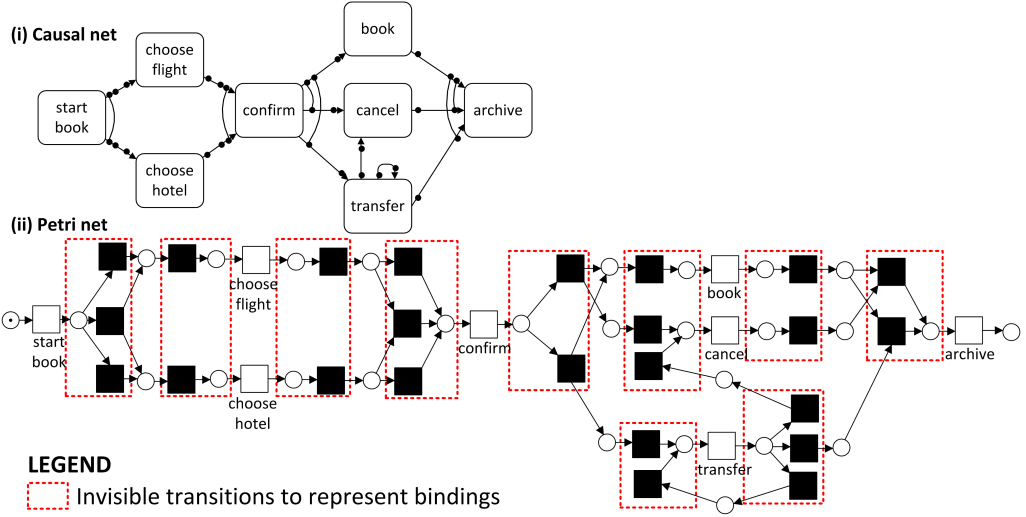 (i) Causal net
book
choose
flight
start
book
confirm
cancel
archive
choose
hotel
transfer
(ii) Petri net
start
book
choose
flight
choose
hotel
confirm
book
cancel
transfer
archive
LEGEND
Invisible transitions to represent bindings